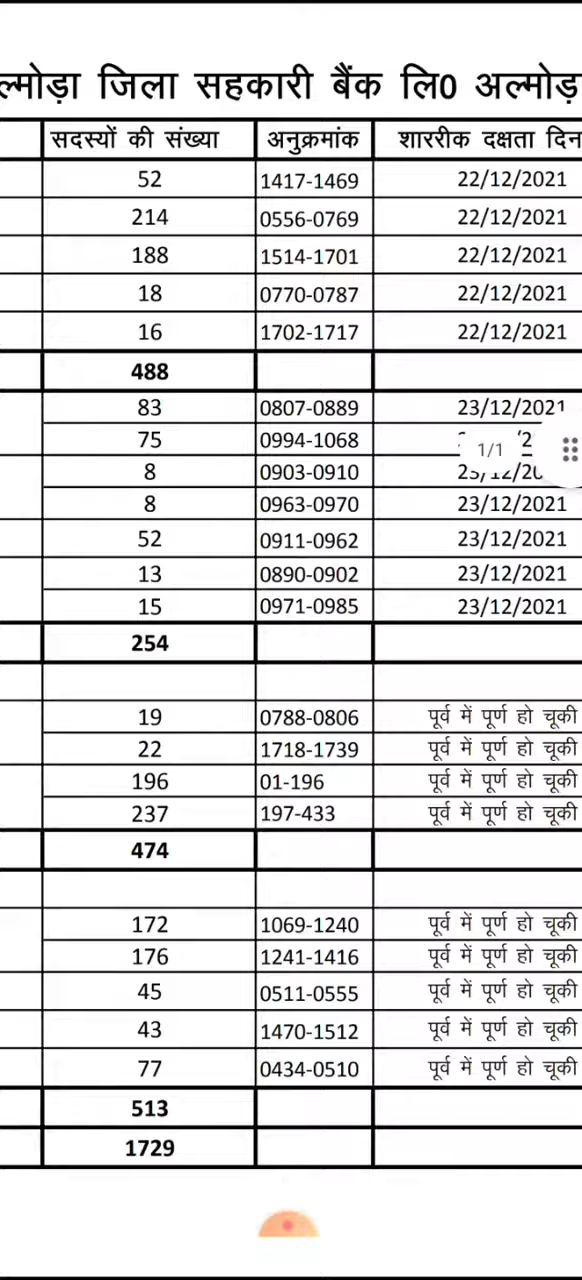 ल्मोड़ा जिला सहकारी बैंक लि0 अल्मोड़
सदस्यों की संख्या अनुक्रमांक शाररीक दक्षता दिन
52 1417-1469 22/12/2021
214 0556-0769 22/12/2021
188 1514-1701 22/12/2021
18 0770-0787 22/12/2021
16 1702-1717 22/12/2021
488
83 0807-0889 23/12/2021
75 0994-1068
1/1
8 0903-0910
8 0963-0970 23/12/2021
52 0911-0962 23/12/2021
13 0890-0902 23/12/2021
15 0971-0985 23/12/2021
254
19 0788-0806 पूर्व में पूर्ण हो चूकी
22 1718-1739 पूर्व में पूर्ण हो चूकी
196 01-196 पूर्व में पूर्ण हो चूकी
237 197-433 पूर्व में पूर्ण हो चूकी
474
172 1069-1240 पूर्व में पूर्ण हो चूकी
176 1241-1416 पूर्व में पूर्ण हो चूकी
45 0511-0555 पूर्व में पूर्ण हो चूकी
43 1470-1512 पूर्व में पूर्ण हो चूकी
77 0434-0510 पूर्व में पूर्ण हो चूकी
513
1729